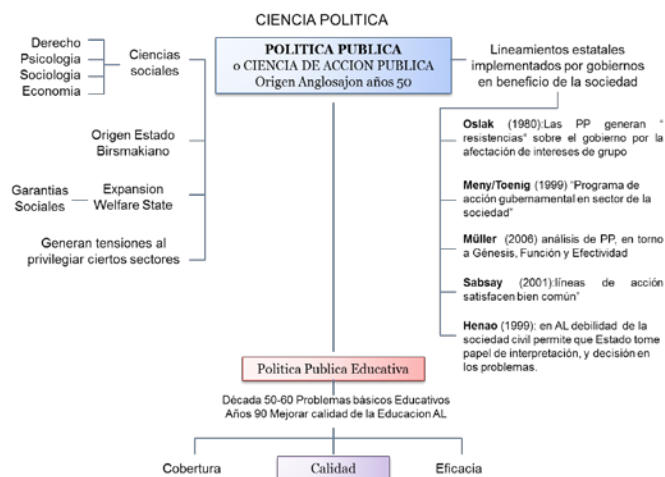 CIENCIA POLITICA
POLITICA PUBLICA
o CIENCIA DE ACCION PUBLICA
Origen Anglosajon años 50
Derecho
Psicologia
Sociologia
Economia
Ciencias
sociales
Origen Estado
Birsmakiano
Garantias
Sociales
Expansion
Welfare State
Generan tensiones al
privilegiar ciertos sectores
Lineamientos estatales
implementados por gobiernos
en beneficio de la sociedad
Oslak (1980):Las PP generan "
resistencias" sobre el gobierno por la
afectación de intereses de grupo
Meny/Toenig (1999) "Programa de
acción gubernamental en sector de la
sociedad"
Müller (2006) análisis de PP, en torno
a Génesis, Función y Efectividad
Sabsay (2001):líneas de acción
satisfacen bien común"
Henao (1999): en AL debilidad de la
sociedad civil permite que Estado tome
papel de interpretación, y decisión en
los problemas.
Politica Publica Educativa
Década 50-60 Problemas básicos Educativos
Años 90 Mejorar calidad de la Educacion AL
Cobertura
Calidad
Eficacia